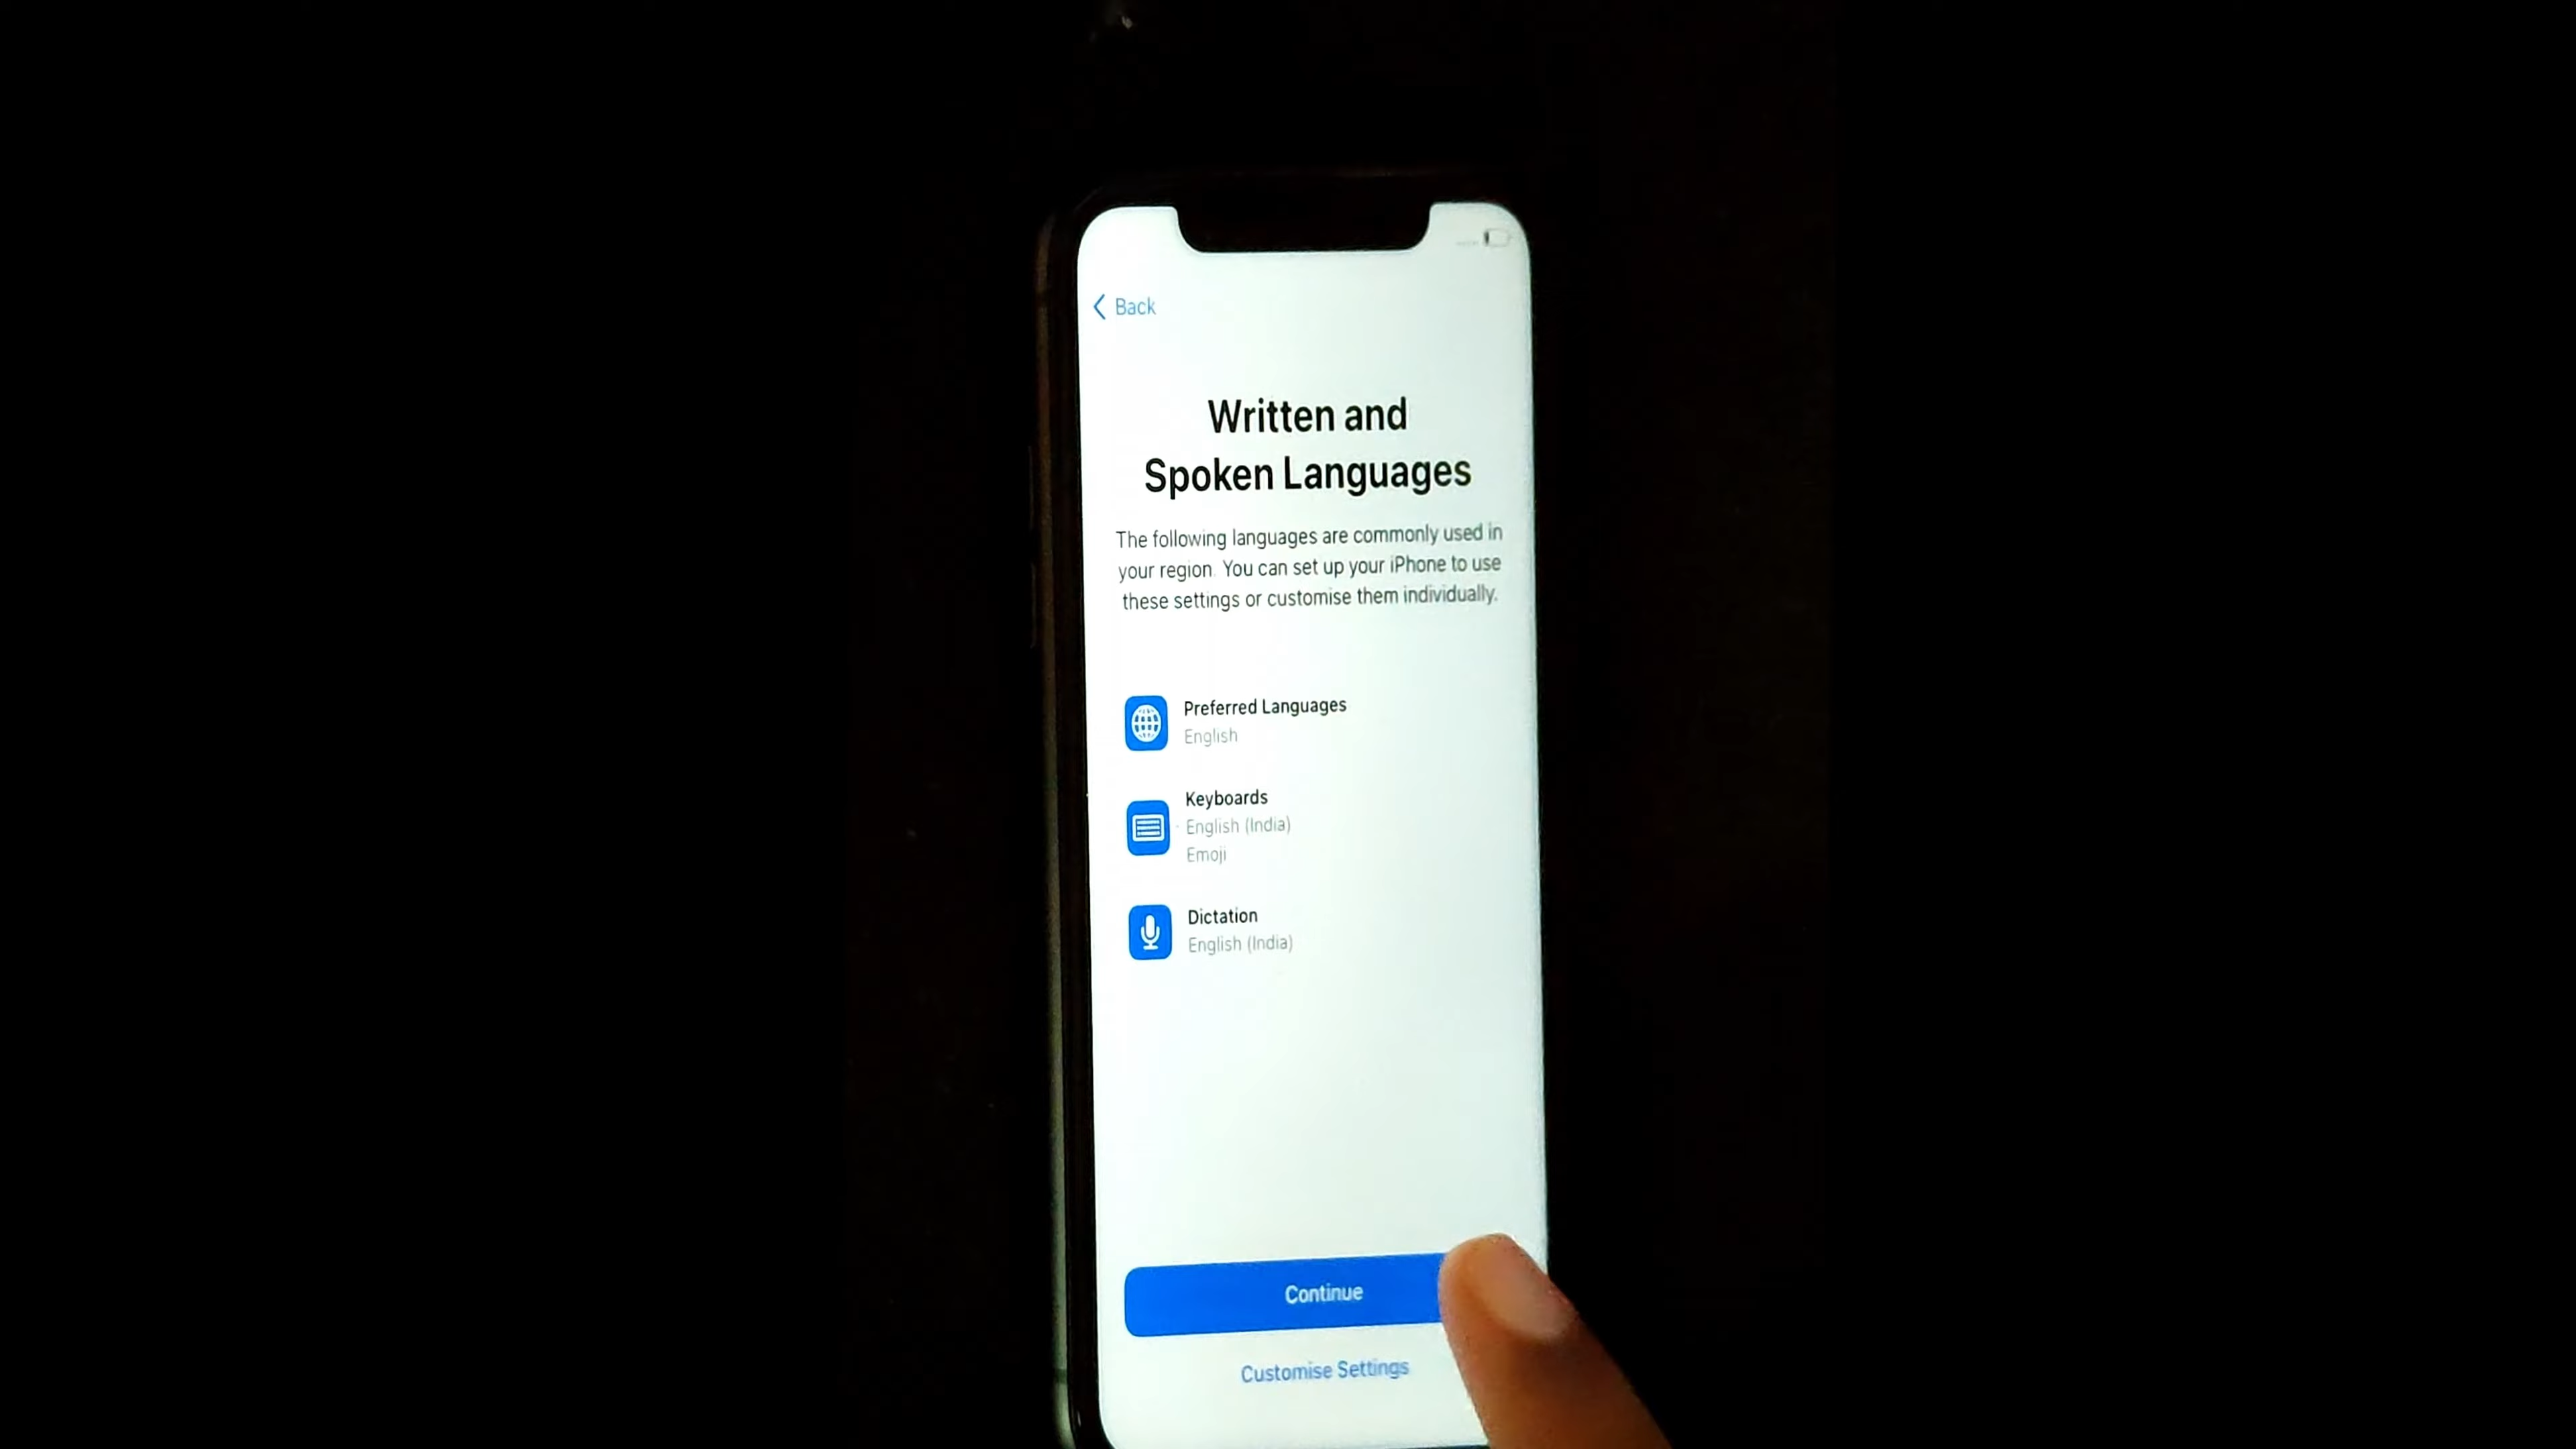 Back
Written and
Spoken Languages
The following languages are commonly used in
your region. You can set up your iPhone to use
these settings or customise them individually.
Preferred Languages
English
Keyboards
English (India)
Emoji
Dictation
English (India)
Continue
Customise Settings